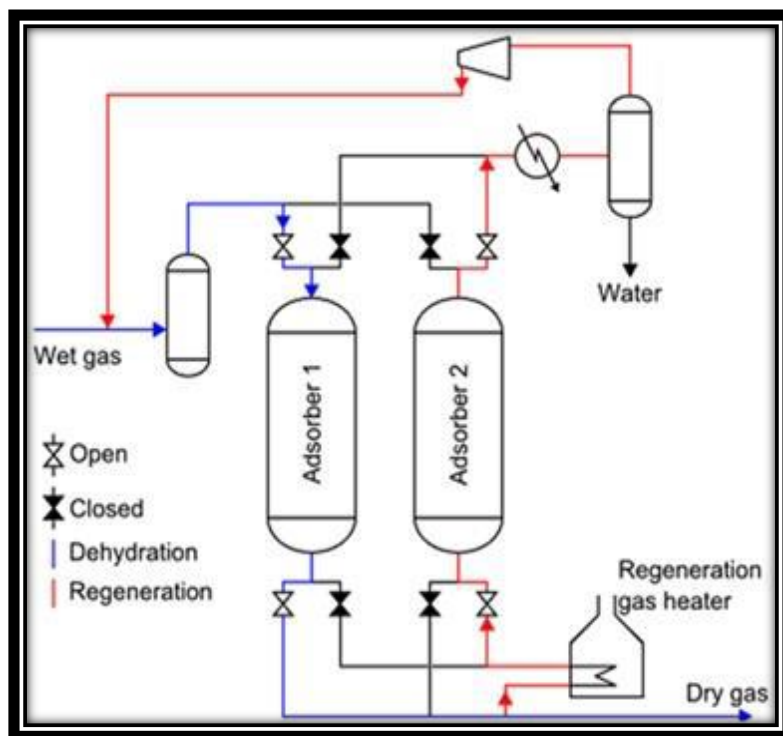 Water
Wet gas
Adsorber 1
Adsorber 2
Open
Closed
Dehydration
Regeneration
Regeneration
gas heater
Dry gas